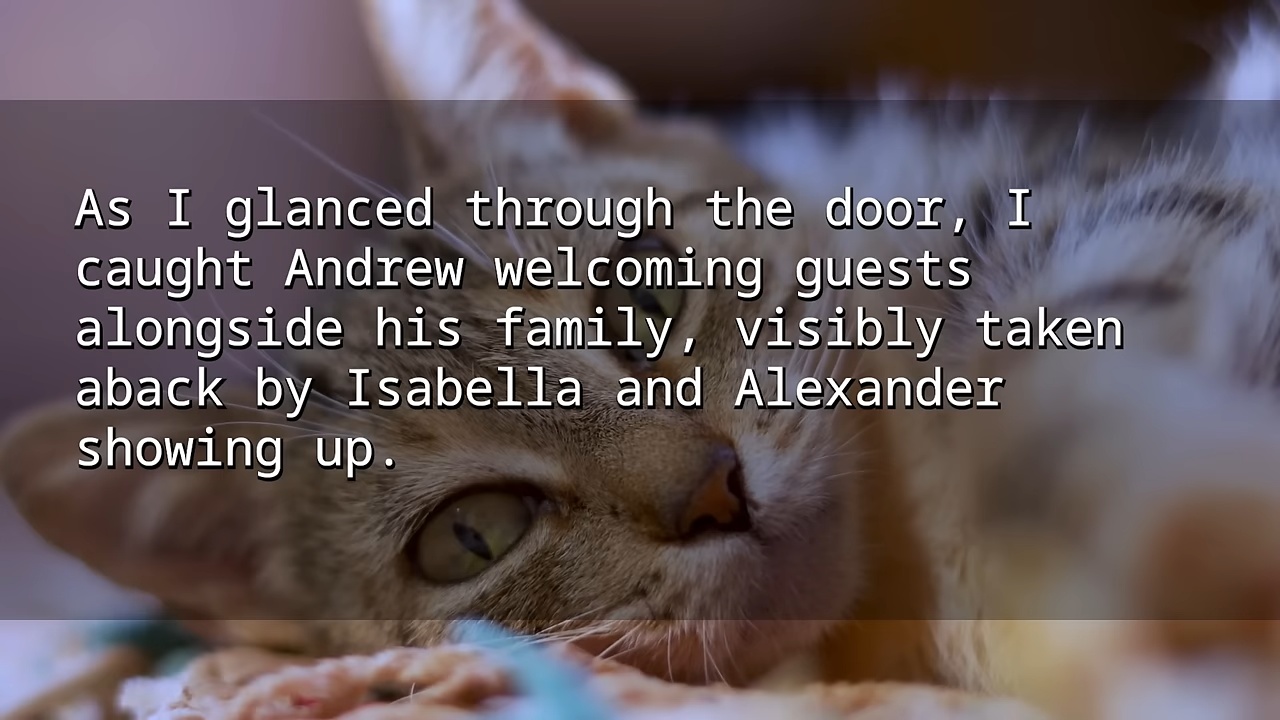 As I glanced through the door, I
caught Andrew welcoming guests
alongside his family, visibly taken
aback by Isabella and Alexander
showing up.